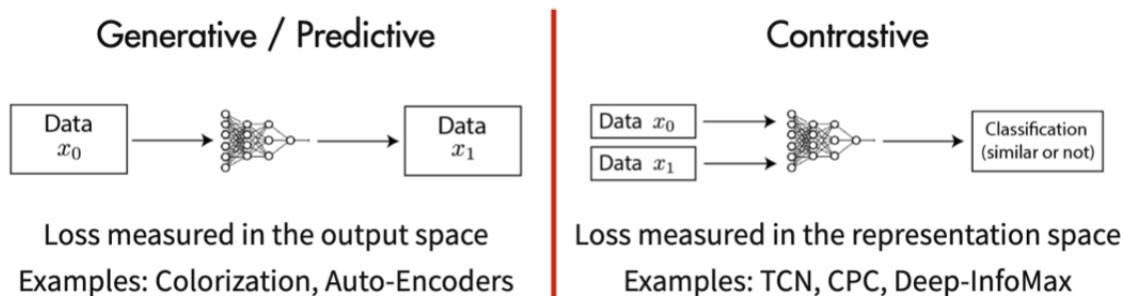 Generative / Predictive
Data
x₀
Data
x₁
Loss measured in the output space
Examples: Colorization, Auto-Encoders
Contrastive
Data x₀
Data x₁
Classification
(similar or not)
Loss measured in the representation space
Examples: TCN, CPC, Deep-InfoMax